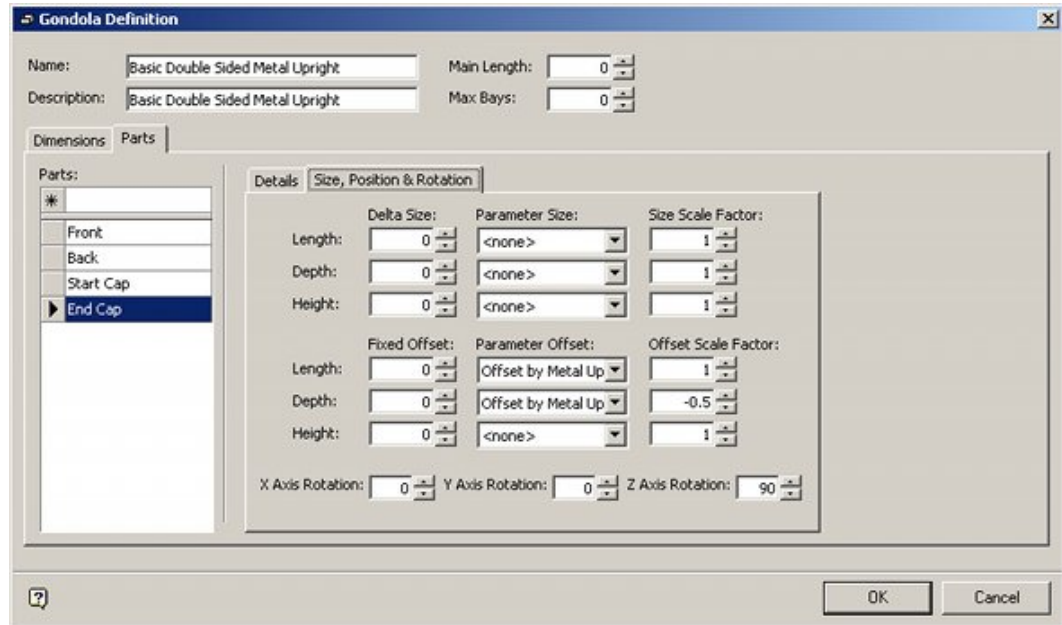 Gondola Definition
Name: Basic Double Sided Metal Upright Main Length: 0
Description: Basic Double Sided Metal Upright Max Bays: 0
Dimensions Parts
Parts:
Front
Back
Start Cap
End Cap
Details Size, Position & Rotation
Delta Size: Parameter Size: Size Scale Factor:
Length: 0 <none> 1
Depth: 0 <none> 1
Height: 0 <none> 1
Fixed Offset: Parameter Offset: Offset Scale Factor:
Length: 0 Offset by Metal Up 1
Depth: 0 Offset by Metal Up -0.5
Height: 0 <none> 1
X Axis Rotation: 0 Y Axis Rotation: 0 Z Axis Rotation: 90
OK Cancel